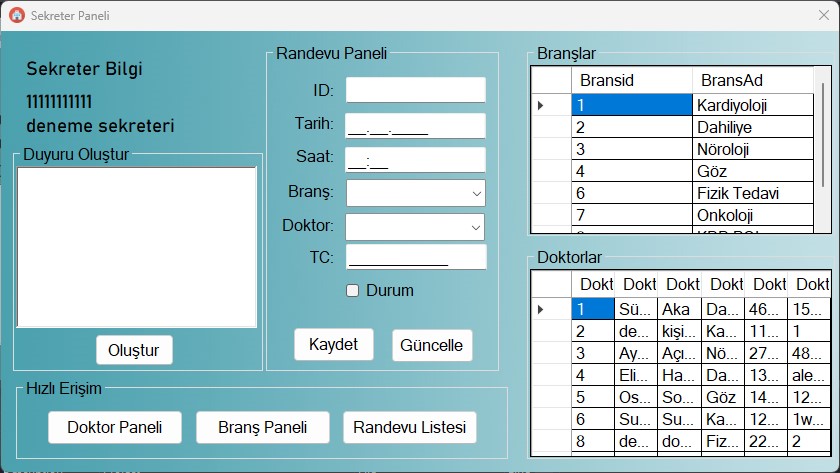 Sekreter Paneli
Sekreter Bilgi
11111111111
deneme sekreteri
Duyuru Oluştur
Oluştur
Randevu Paneli
ID:
Tarih: __.__.____
Saat: __:__
Branş:
Doktor:
TC: ___________
Durum
Kaydet Güncelle
Hızlı Erişim
Doktor Paneli Branş Paneli Randevu Listesi
Branşlar
Bransid BransAd
1 Kardiyoloji
2 Dahiliye
3 Nöroloji
4 Göz
6 Fizik Tedavi
7 Onkoloji
Doktorlar
Dokt Dokt Dokt Dokt Dokt Dokt
1 Sü... Aka Da... 46... 15...
2 de... kişi... Ka... 11... 1
3 Ay... Açı... Nö... 27... 48...
4 Eli... Ha... Da... 13... ale...
5 Os... So... Göz 14... 12...
6 Su... Su... Ka... 12... 1w...
8 de... do... Fiz... 22... 2